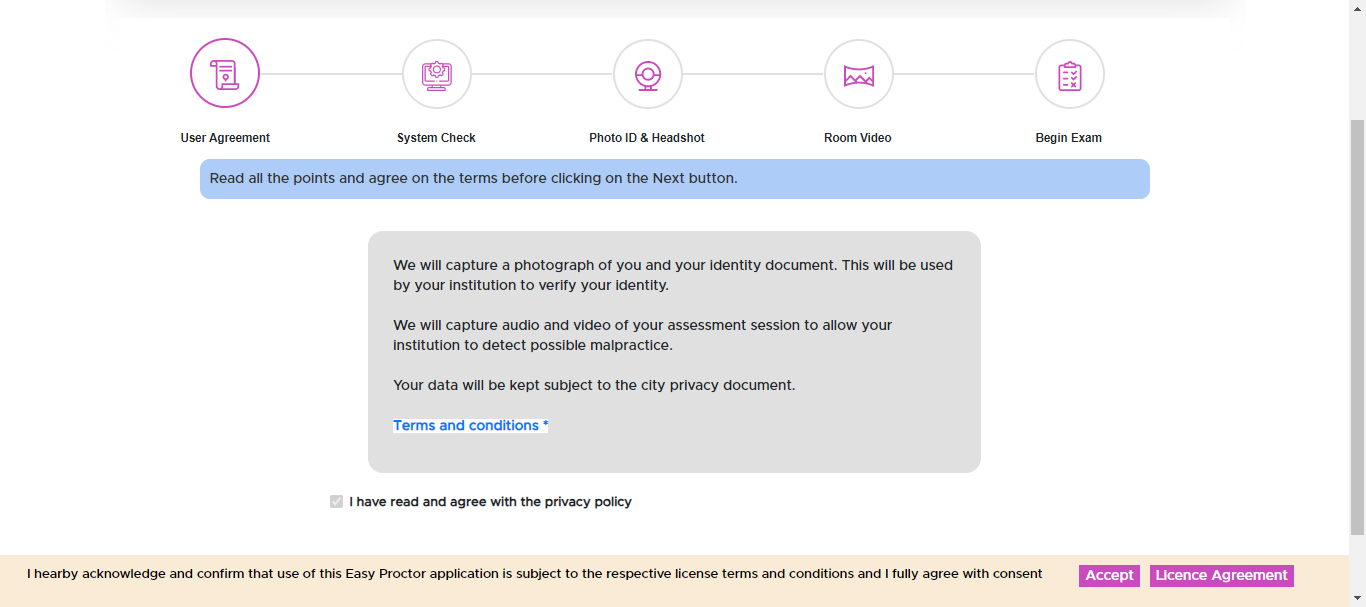 User Agreement
System Check
Photo ID & Headshot
Room Video
Begin Exam
Read all the points and agree on the terms before clicking on the Next button.
We will capture a photograph of you and your identity document. This will be used
by your institution to verify your identity.
We will capture audio and video of your assessment session to allow your
institution to detect possible malpractice.
Your data will be kept subject to the city privacy document.
Terms and conditions *
I have read and agree with the privacy policy
I hearby acknowledge and confirm that use of this Easy Proctor application is subject to the respective license terms and conditions and I fully agree with consent
Accept
Licence Agreement